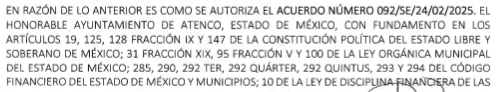 EN RAZÓN DE LO ANTERIOR ES COMO SE AUTORIZA EL ACUERDO NÚMERO 092/SE/24/02/2025. EL
HONORABLE AYUNTAMIENTO DE ATENCO, ESTADO DE MÉXICO, CON FUNDAMENTO EN LOS
ARTÍCULOS 19, 125, 128 FRACCIÓN IX Y 147 DE LA CONSTITUCIÓN POLÍTICA DEL ESTADO LIBRE Y
SOBERANO DE MÉXICO; 31 FRACCIÓN XIX, 95 FRACCIÓN V Y 100 DE LA LEY ORGÁNICA MUNICIPAL
DEL ESTADO DE MÉXICO; 285, 290, 292 TER, 292 QUÁRTER, 292 QUINTUS, 293 Y 294 DEL CÓDIGO
FINANCIERO DEL ESTADO DE MÉXICO Y MUNICIPIOS; 10 DE LA LEY DE DISCIPLINA FINANCIERA DE LAS